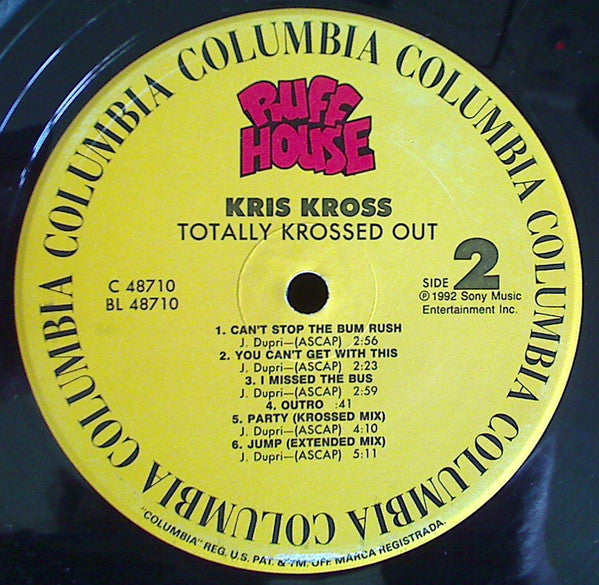 COLUMBIA COLUMBIA COLUMBIA COLUMBIA COLUMBIA COLUMBIA COLUMBIA COLUMBIA
RUFF
HOUSE
KRIS KROSS
TOTALLY KROSSED OUT
C 48710
BL 48710
SIDE 2
℗ 1992 Sony Music
Entertainment Inc.
1. CAN'T STOP THE BUM RUSH
J. Dupri—(ASCAP) 2:56
2. YOU CAN'T GET WITH THIS
J. Dupri—(ASCAP) 2:23
3. I MISSED THE BUS
J. Dupri—(ASCAP) 2:59
4. OUTRO :41
5. PARTY (KROSSED MIX)
J. Dupri—(ASCAP) 4:10
6. JUMP (EXTENDED MIX)
J. Dupri—(ASCAP) 5:11
"COLUMBIA" REG. U.S. PAT. & TM. OFF. MARCA REGISTRADA.